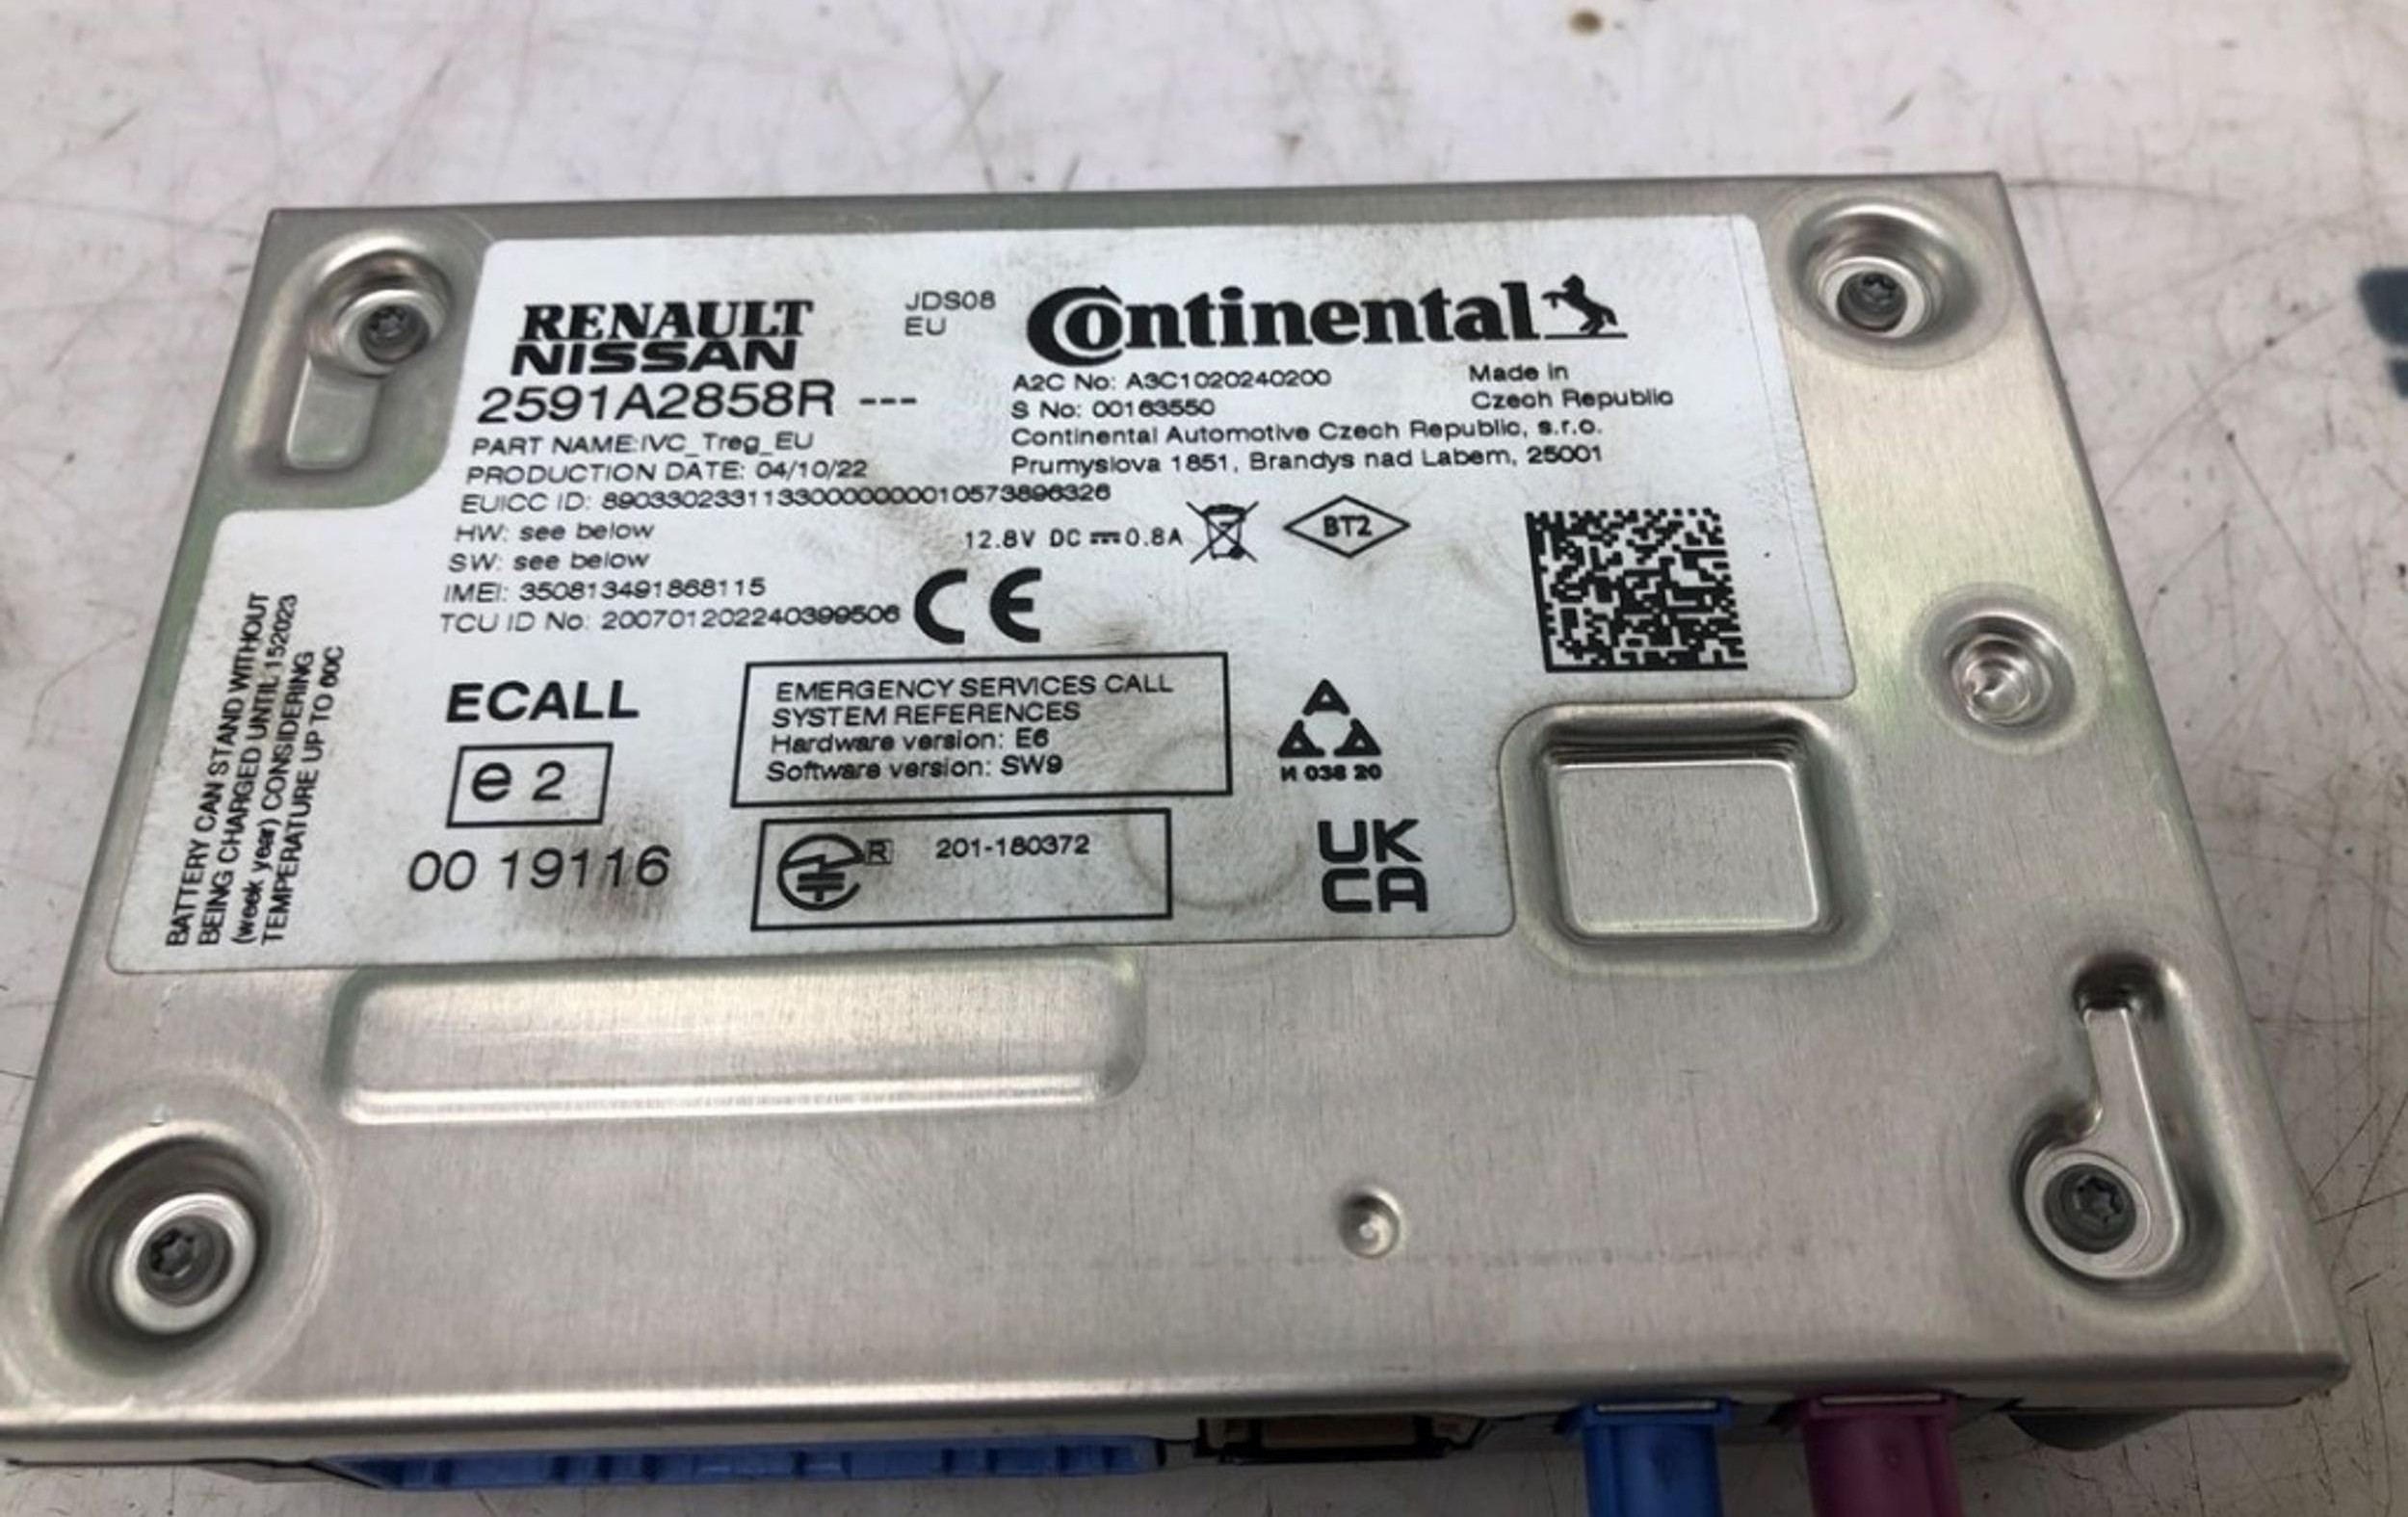 RENAULT
NISSAN
2591A2858R ---
PART NAME:IVC_Treg_EU
PRODUCTION DATE: 04/10/22
EUICC ID: 89033023311330000000010573896326
HW: see below
SW: see below
IMEI: 350813491868115
TCU ID No: 200701202240399506
JDS08
EU
Continental
A2C No: A3C1020240200
S No: 00163550
Made in
Czech Republic
Continental Automotive Czech Republic, s.r.o.
Prumyslova 1851, Brandys nad Labem, 25001
12.8V DC 0.8A
BT2
CE
BATTERY CAN STAND WITHOUT
BEING CHARGED UNTIL 152023
(week year) CONSIDERING
TEMPERATURE UP TO 60C
ECALL
e 2
00 19116
EMERGENCY SERVICES CALL
SYSTEM REFERENCES
Hardware version: E6
Software version: SW9
R 201-180372
И 038 20
UK
CA